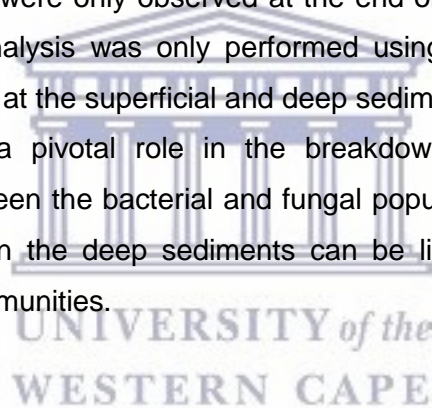 were only observed at the end o
nalysis was only performed using
at the superficial and deep sedim
a pivotal role in the breakdow
een the bacterial and fungal popu
n the deep sediments can be li
munities.
UNIVERSITY of the
WESTERN CAPE